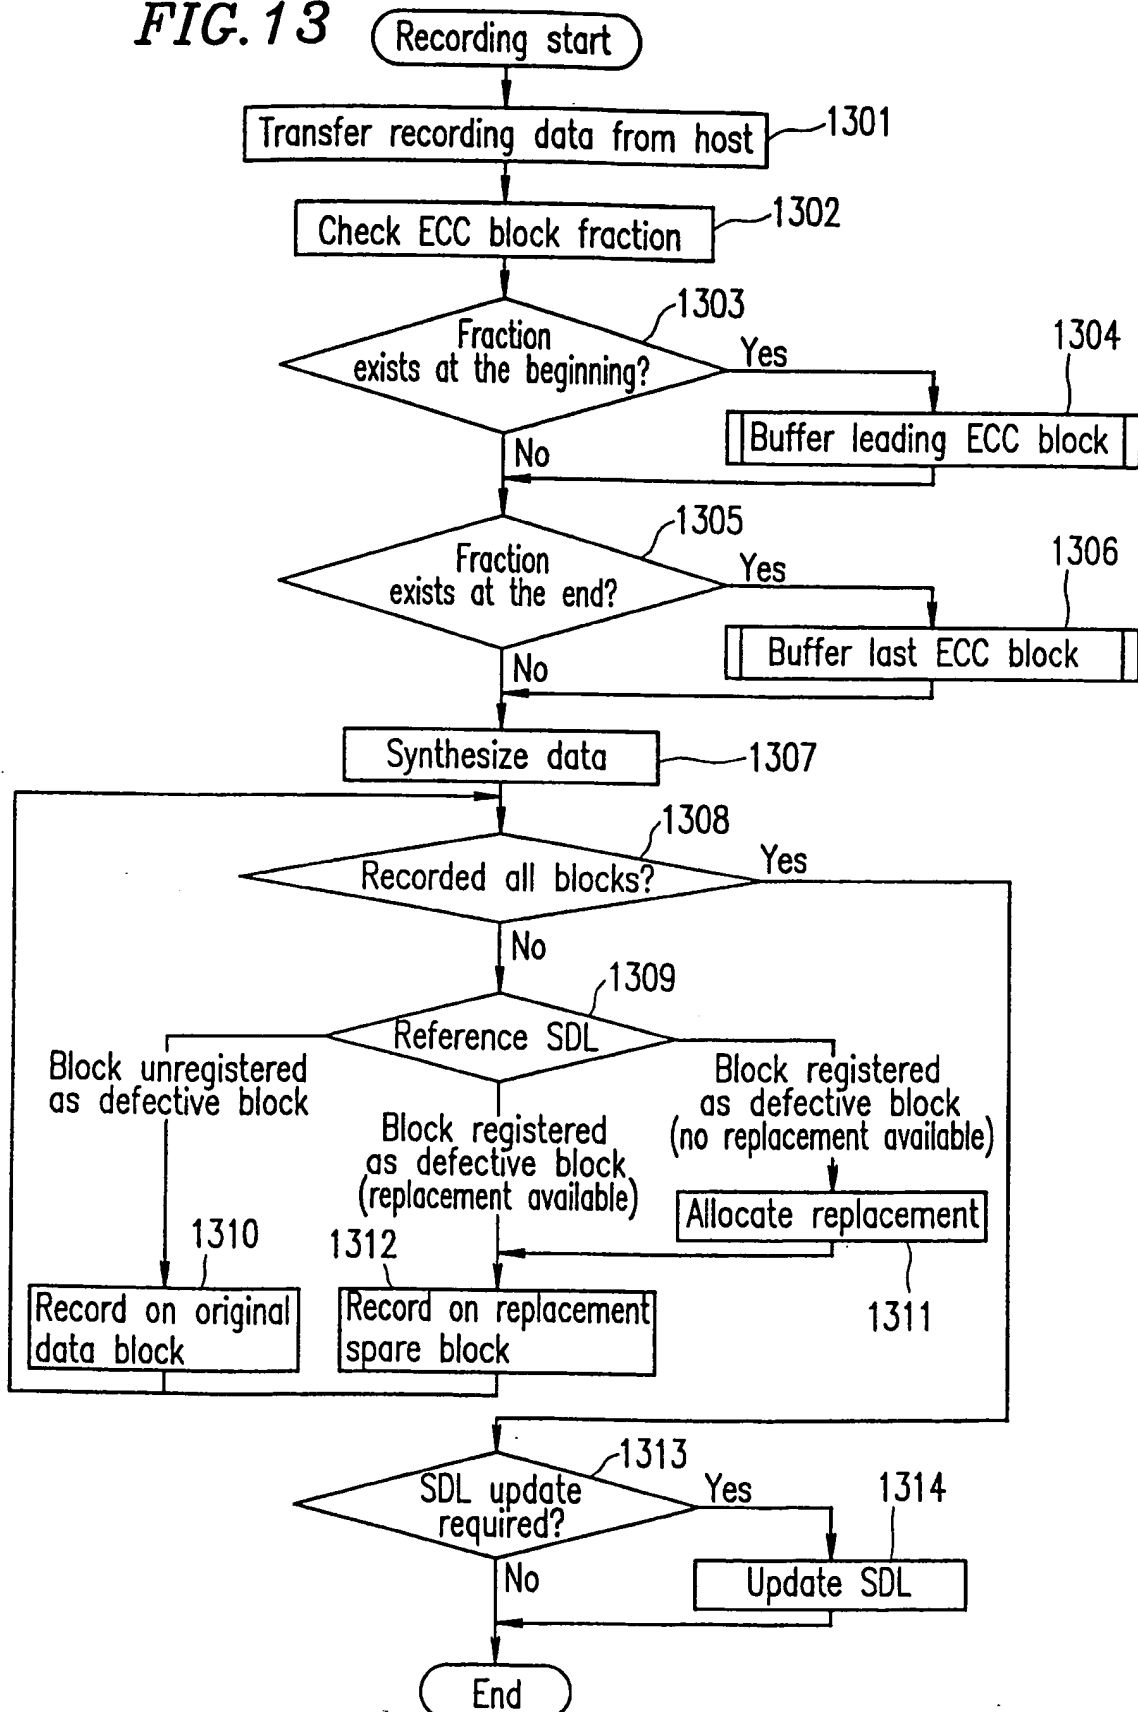 FIG. 13
Recording start
Transfer recording data from host
1301
Check ECC block fraction
1302
1303
Fraction
exists at the beginning?
Yes
1304
Buffer leading ECC block
No
1305
Fraction
exists at the end?
Yes
1306
Buffer last ECC block
No
Synthesize data
1307
1308
Recorded all blocks?
Yes
No
1309
Reference SDL
Block unregistered
as defective block
Block registered
as defective block
(replacement available)
Block registered
as defective block
(no replacement available)
Allocate replacement
1311
1310
Record on original
data block
1312
Record on replacement
spare block
1313
SDL update
required?
Yes
1314
Update SDL
No
End